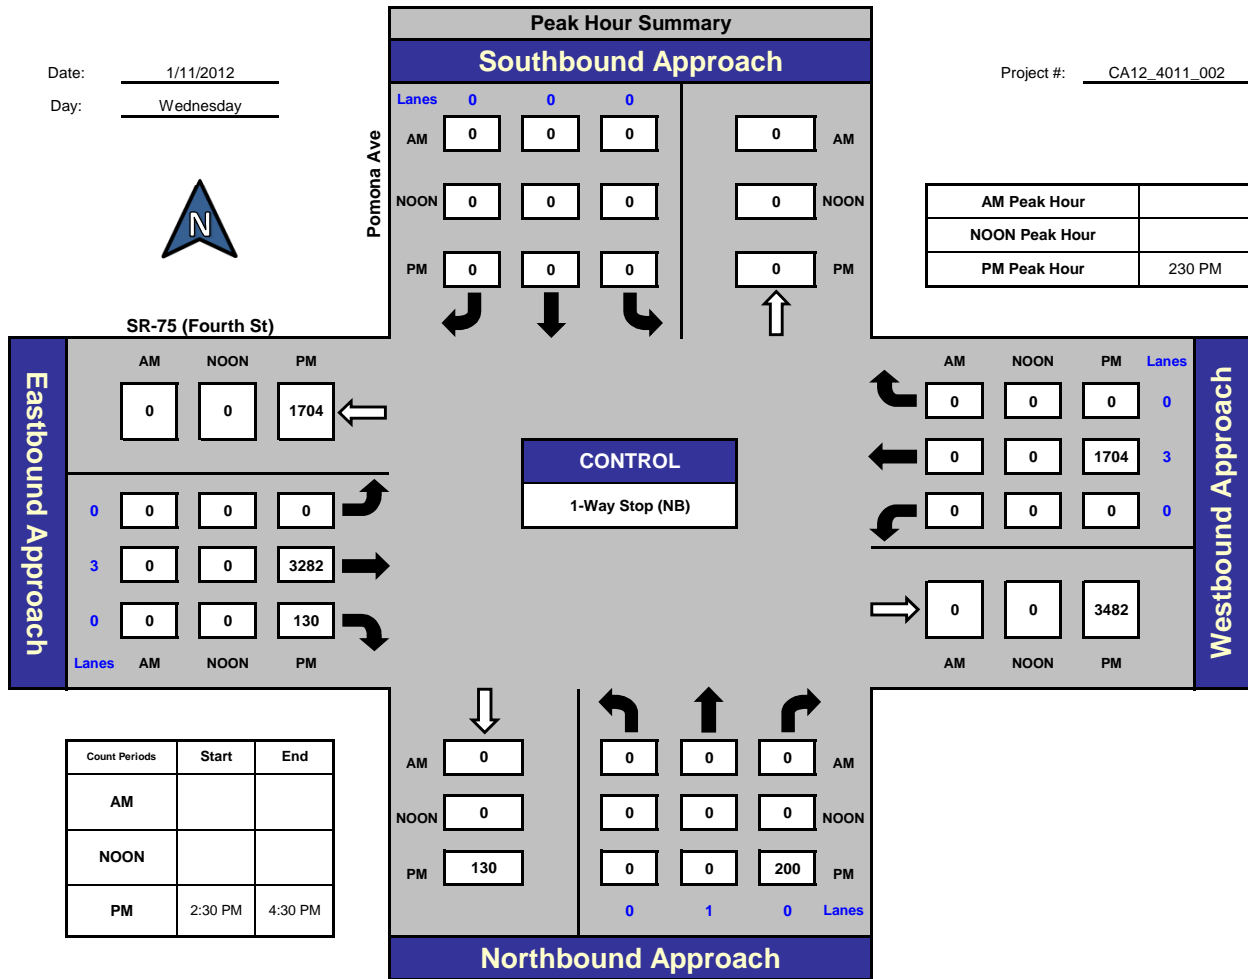 Peak Hour Summary
Southbound Approach
Date: 1/11/2012
Day: Wednesday
Project #: CA12_4011_002
N
Pomona Ave
Lanes 0 0 0
AM 0 0 0 0 AM
NOON 0 0 0 0 NOON
PM 0 0 0 0 PM
AM Peak Hour
NOON Peak Hour
PM Peak Hour 230 PM
SR-75 (Fourth St)
Eastbound Approach
AM NOON PM
0 0 1704
0 0 0 0
3 0 0 3282
0 0 0 130
Lanes AM NOON PM
CONTROL
1-Way Stop (NB)
AM NOON PM Lanes
0 0 0 0
0 0 1704 3
0 0 0 0
0 0 3482
AM NOON PM
Westbound Approach
Count Periods Start End
AM
NOON
PM 2:30 PM 4:30 PM
AM 0 0 0 0 AM
NOON 0 0 0 0 NOON
PM 130 0 0 200 PM
0 1 0 Lanes
Northbound Approach